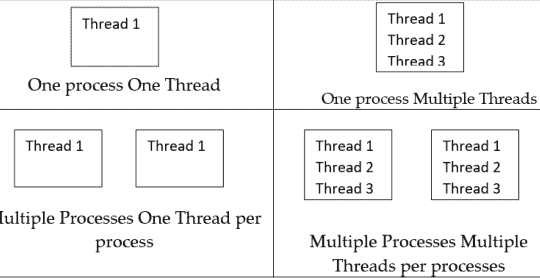 Thread 1
One process One Thread
Thread 1
Thread 2
Thread 3
One process Multiple Threads
Thread 1
Thread 1
Processes One Thread per
process
Thread 1
Thread 2
Thread 3
Thread 1
Thread 2
Thread 3
Multiple Processes Multiple
Threads per processes